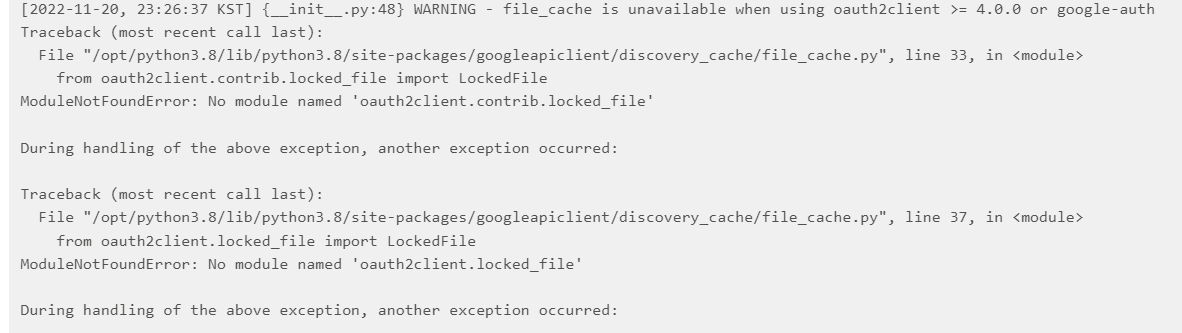 [2022-11-20, 23:26:37 KST] {__init__.py:48} WARNING - file_cache is unavailable when using oauth2client >= 4.0.0 or google-auth
Traceback (most recent call last):
  File "/opt/python3.8/lib/python3.8/site-packages/googleapiclient/discovery_cache/file_cache.py", line 33, in <module>
    from oauth2client.contrib.locked_file import LockedFile
ModuleNotFoundError: No module named 'oauth2client.contrib.locked_file'

During handling of the above exception, another exception occurred:

Traceback (most recent call last):
  File "/opt/python3.8/lib/python3.8/site-packages/googleapiclient/discovery_cache/file_cache.py", line 37, in <module>
    from oauth2client.locked_file import LockedFile
ModuleNotFoundError: No module named 'oauth2client.locked_file'

During handling of the above exception, another exception occurred: